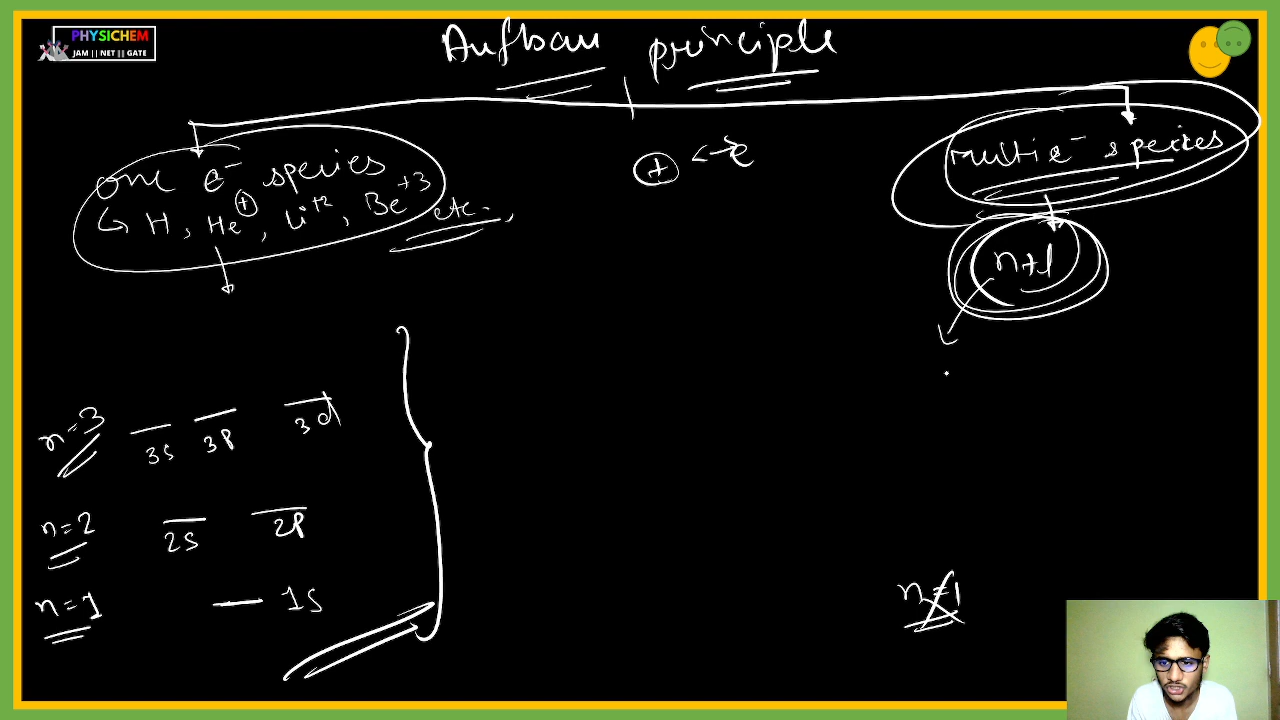 PHYSICHEM
JAM || NET || GATE
Aufbau principle
one e⁻ species
↳ H, He⁺, Li⁺², Be⁺³ etc.,
⊕ ← → e
multi e⁻ species
n+l
n=3 3s 3p 3d
n=2 2s 2p
n=1 1s
n=1